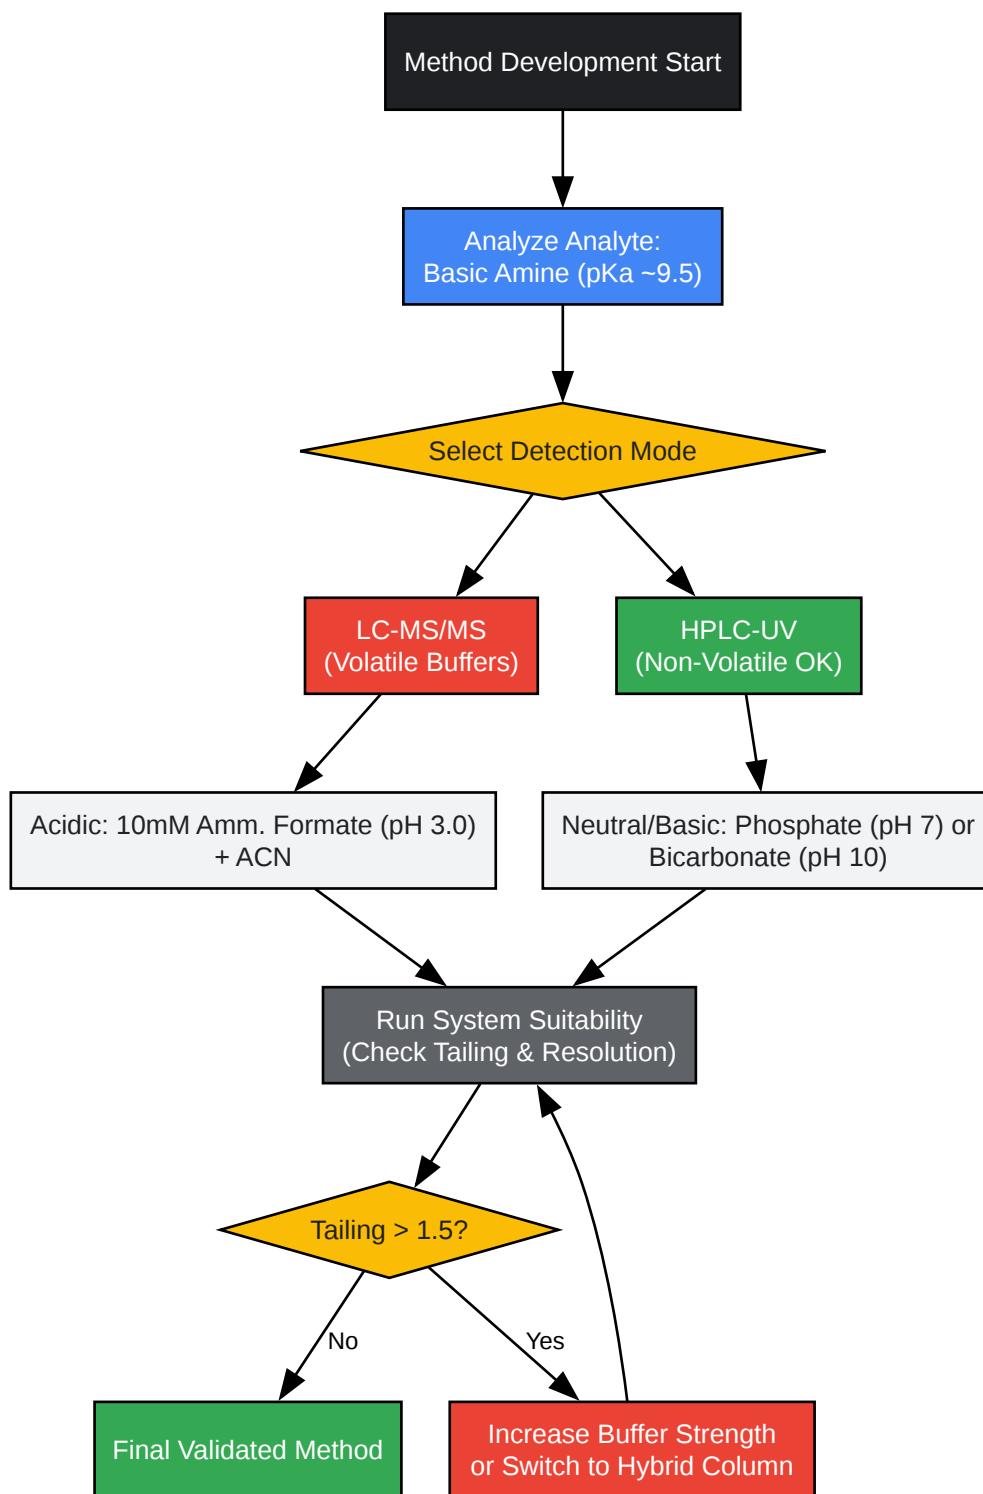 Method Development Start
Analyze Analyte:
Basic Amine (pKa ~9.5)
Select Detection Mode
LC-MS/MS
(Volatile Buffers)
HPLC-UV
(Non-Volatile OK)
Acidic: 10mM Amm. Formate (pH 3.0)
+ ACN
Neutral/Basic: Phosphate (pH 7) or
Bicarbonate (pH 10)
Run System Suitability
(Check Tailing & Resolution)
Tailing > 1.5?
No
Yes
Final Validated Method
Increase Buffer Strength
or Switch to Hybrid Column